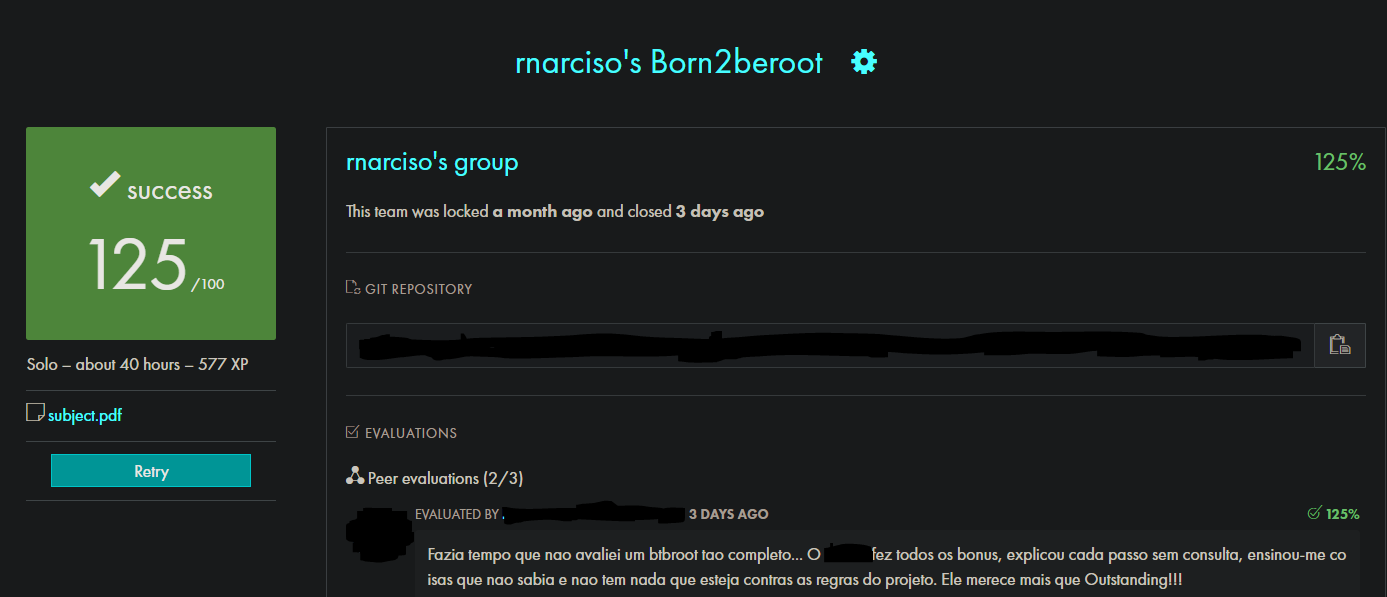 rnarciso's Born2beroot
success
125 /100
Solo – about 40 hours – 577 XP
subject.pdf
Retry
rnarciso's group 125%
This team was locked a month ago and closed 3 days ago
GIT REPOSITORY
EVALUATIONS
Peer evaluations (2/3)
EVALUATED BY 3 DAYS AGO 125%
Fazia tempo que nao avaliei um btbroot tao completo... O fez todos os bonus, explicou cada passo sem consulta, ensinou-me co
isas que nao sabia e nao tem nada que esteja contras as regras do projeto. Ele merece mais que Outstanding!!!